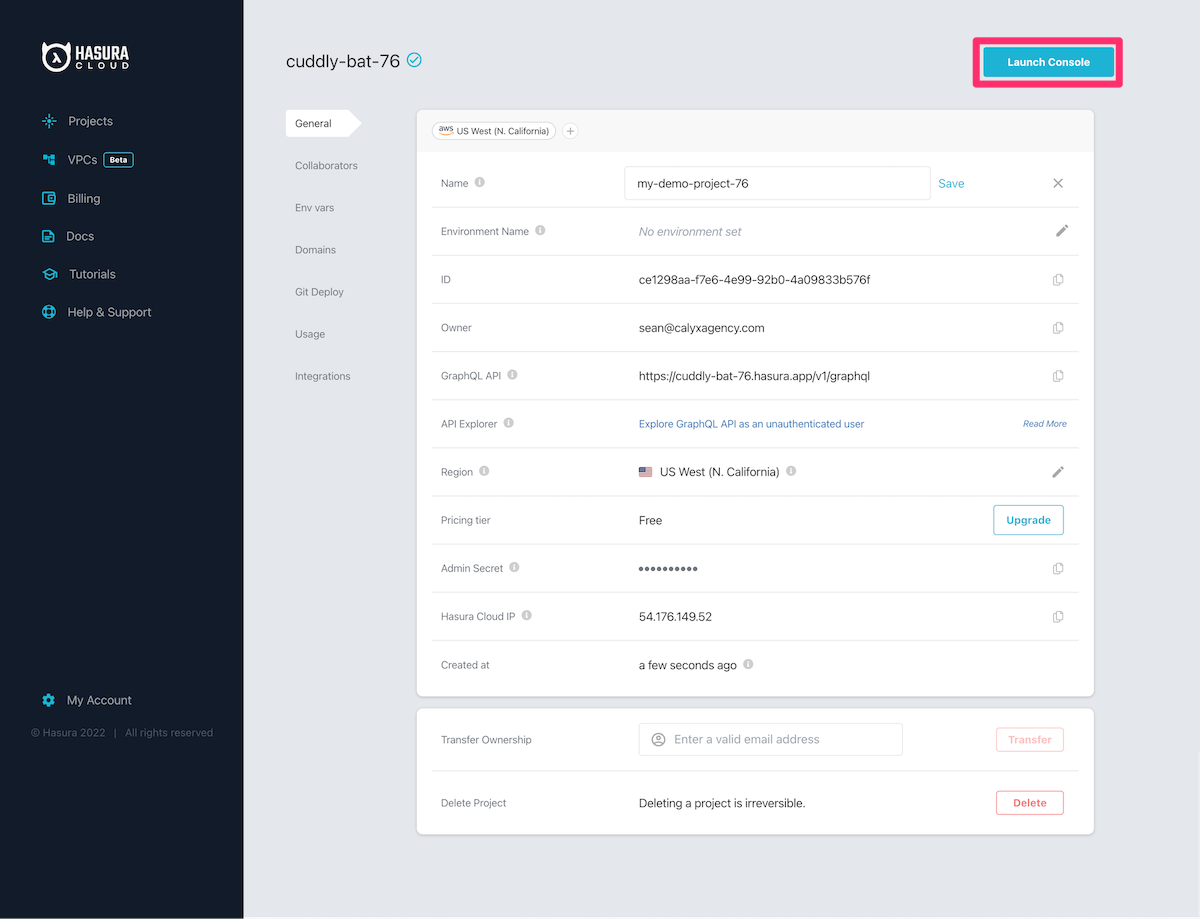 HASURA
CLOUD
Projects
VPCs Beta
Billing
Docs
Tutorials
Help & Support
My Account
© Hasura 2022 | All rights reserved
cuddly-bat-76
Launch Console
General
Collaborators
Env vars
Domains
Git Deploy
Usage
Integrations
aws US West (N. California) +
Name my-demo-project-76 Save
Environment Name No environment set
ID ce1298aa-f7e6-4e99-92b0-4a09833b576f
Owner sean@calyxagency.com
GraphQL API https://cuddly-bat-76.hasura.app/v1/graphql
API Explorer Explore GraphQL API as an unauthenticated user Read More
Region US West (N. California)
Pricing tier Free Upgrade
Admin Secret ••••••••••
Hasura Cloud IP 54.176.149.52
Created at a few seconds ago
Transfer Ownership Enter a valid email address Transfer
Delete Project Deleting a project is irreversible. Delete